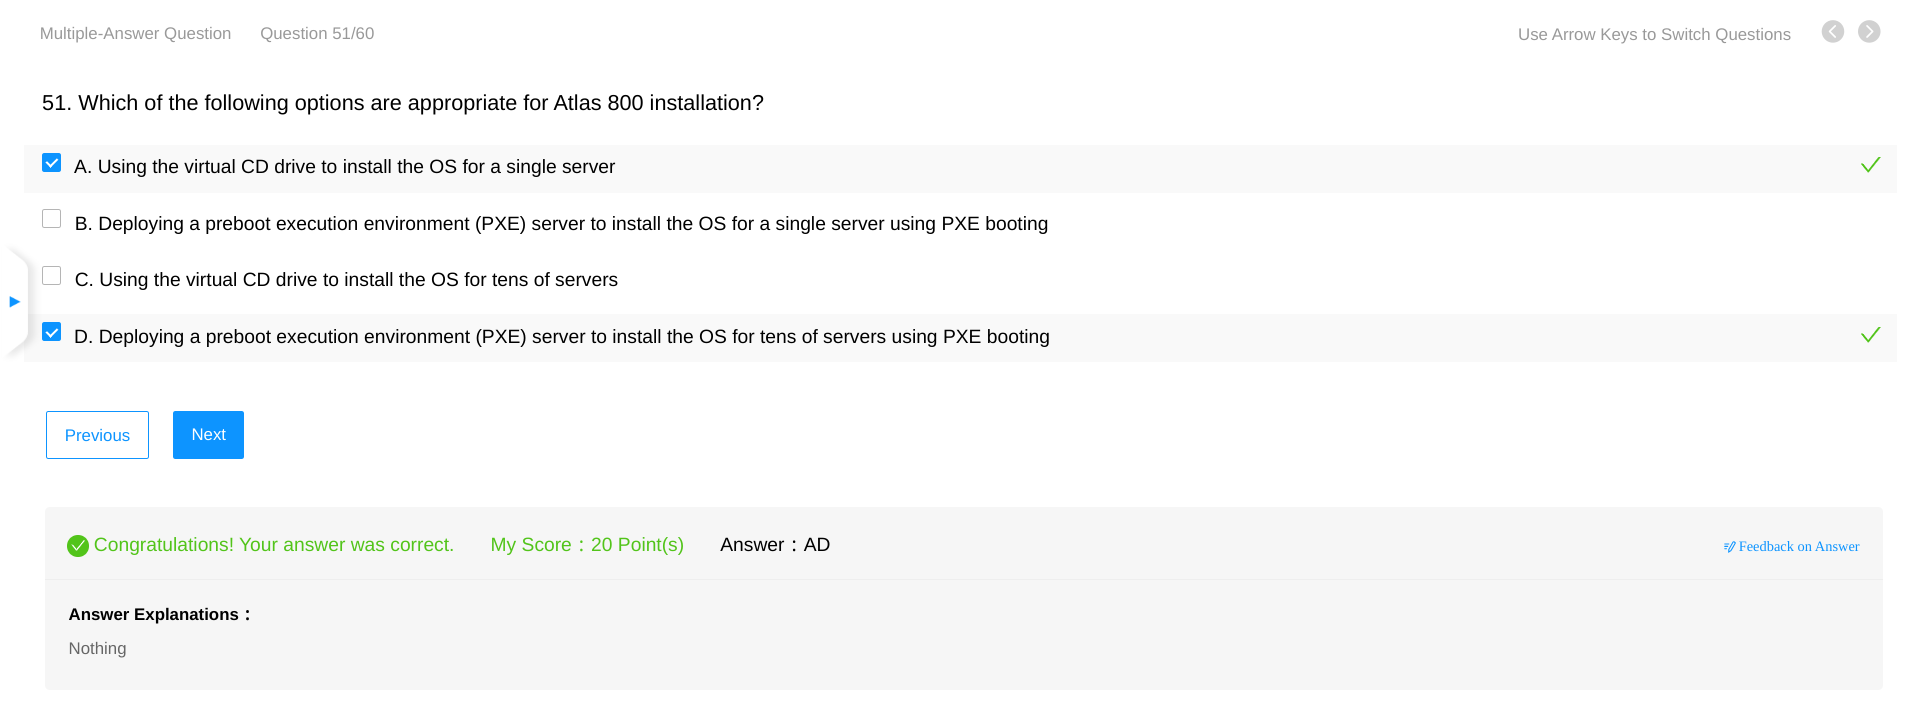 Multiple-Answer Question Question 51/60 Use Arrow Keys to Switch Questions
51. Which of the following options are appropriate for Atlas 800 installation?
A. Using the virtual CD drive to install the OS for a single server
B. Deploying a preboot execution environment (PXE) server to install the OS for a single server using PXE booting
C. Using the virtual CD drive to install the OS for tens of servers
D. Deploying a preboot execution environment (PXE) server to install the OS for tens of servers using PXE booting
Previous Next
Congratulations! Your answer was correct. My Score：20 Point(s) Answer：AD Feedback on Answer
Answer Explanations：
Nothing